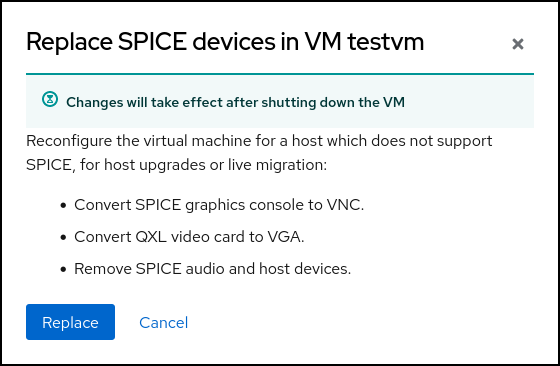 Replace SPICE devices in VM testvm
Changes will take effect after shutting down the VM
Reconfigure the virtual machine for a host which does not support
SPICE, for host upgrades or live migration:
• Convert SPICE graphics console to VNC.
• Convert QXL video card to VGA.
• Remove SPICE audio and host devices.
Replace Cancel